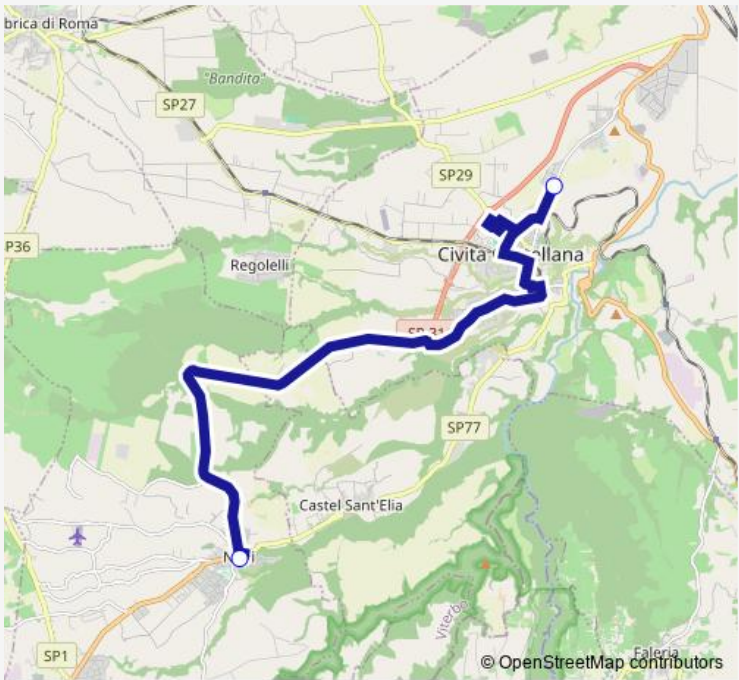 brica di Roma
"Bandita"
SP27
SP29
P36
Civita
ellana
Regolelli
SP 31
SP77
Castel Sant'Elia
SP1
Viterbo
Faleria
© OpenStreetMap contributors